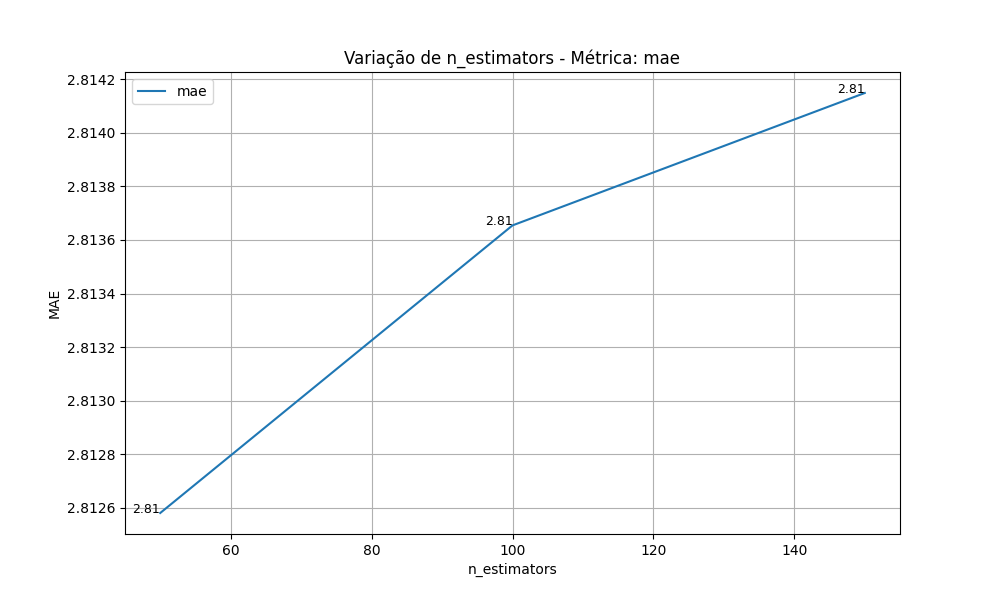 Variação de n_estimators - Métrica: mae
mae
MAE
2.8142
2.8140
2.8138
2.8136
2.8134
2.8132
2.8130
2.8128
2.8126
2.81
2.81
2.81
60 80 100 120 140
n_estimators